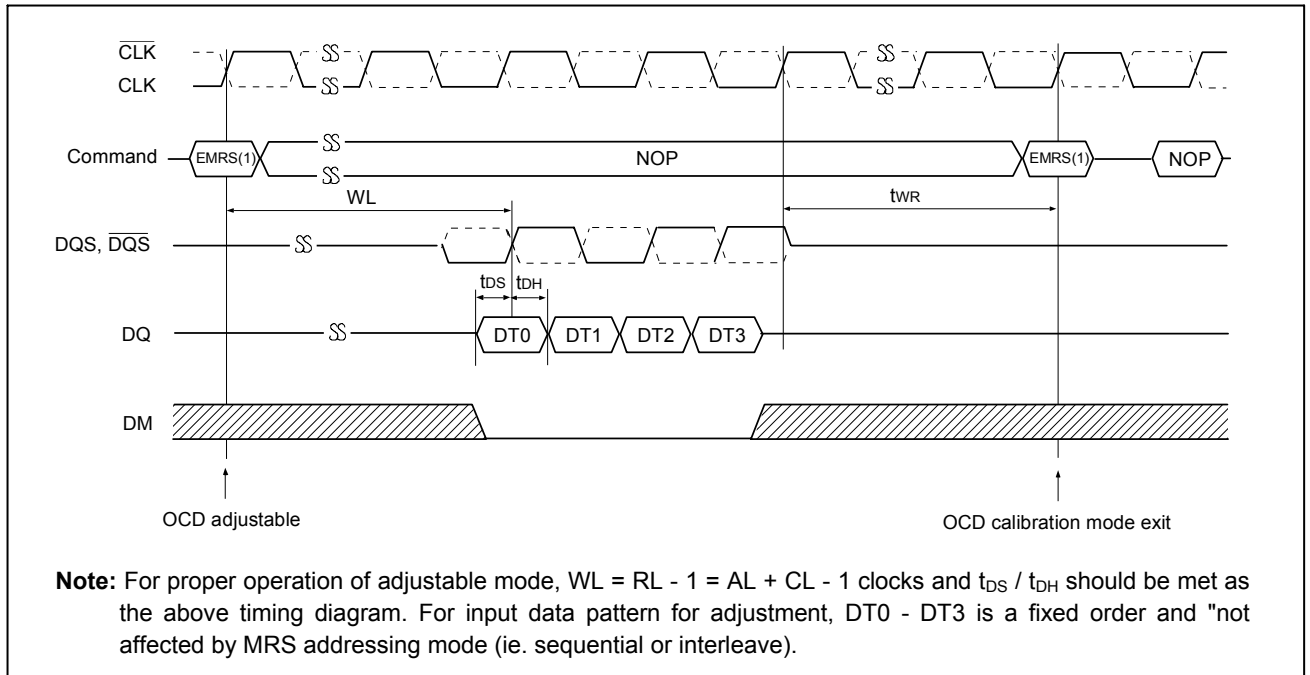 CLK
CLK
Command
EMRS(1)
NOP
EMRS(1)
NOP
WL
tWR
DQS, DQS
tDS
tDH
DQ
DT0
DT1
DT2
DT3
DM
OCD adjustable
OCD calibration mode exit
Note: For proper operation of adjustable mode, WL = RL - 1 = AL + CL - 1 clocks and tDS / tDH should be met as
the above timing diagram. For input data pattern for adjustment, DT0 - DT3 is a fixed order and "not
affected by MRS addressing mode (ie. sequential or interleave).